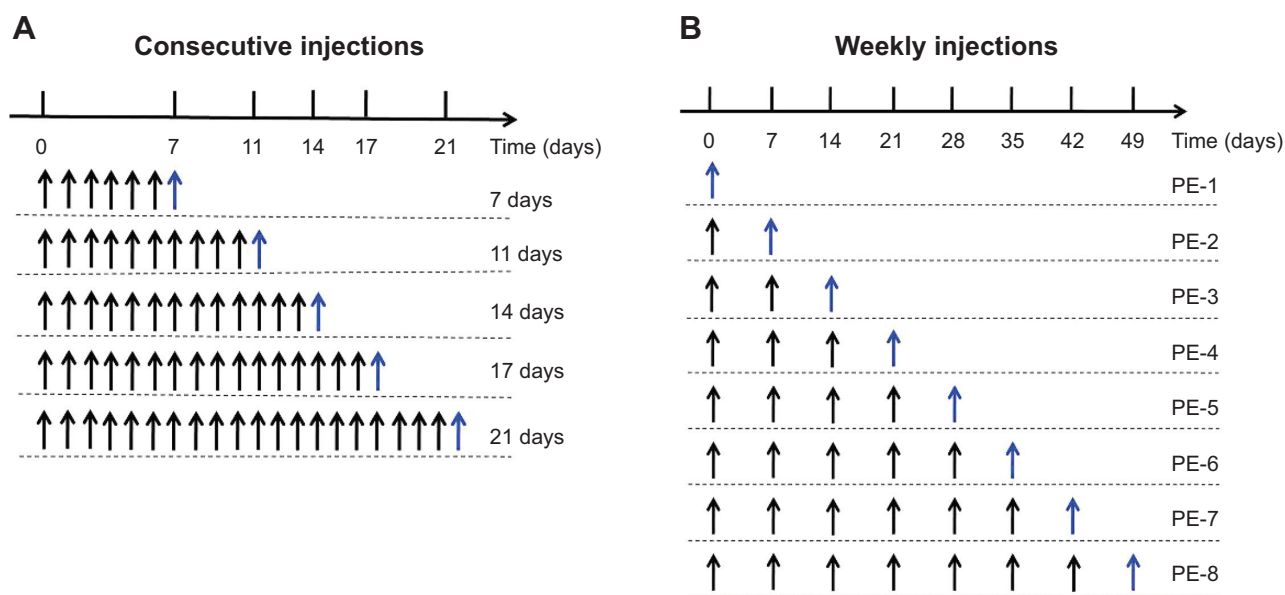 A
Consecutive injections
0 7 11 14 17 21 Time (days)
7 days
11 days
14 days
17 days
21 days
B
Weekly injections
0 7 14 21 28 35 42 49 Time (days)
PE-1
PE-2
PE-3
PE-4
PE-5
PE-6
PE-7
PE-8